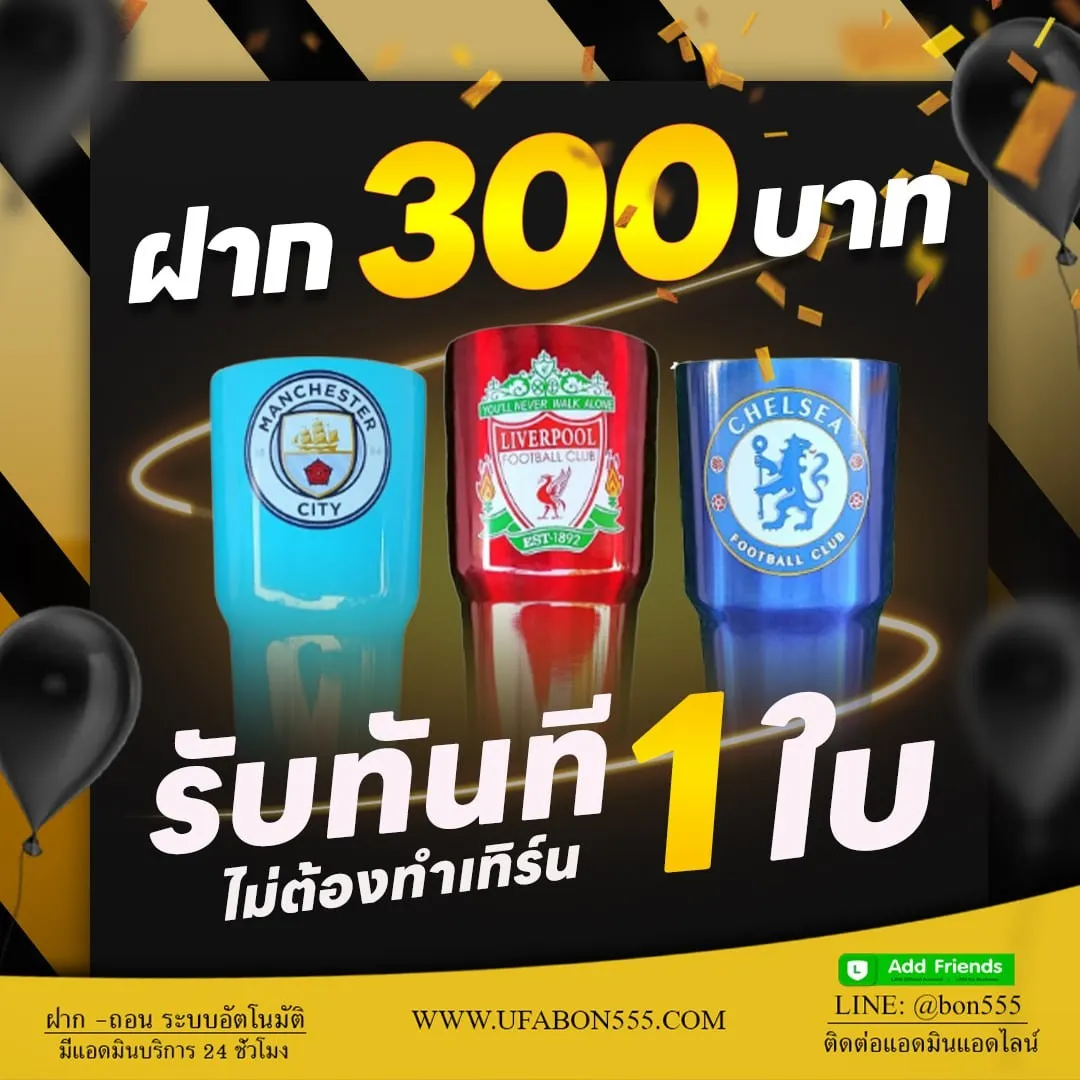 ฝาก 300 บาท
MANCHESTER
CITY
YOU'LL NEVER WALK ALONE
LIVERPOOL
FOOTBALL CLUB
EST·1892
CHELSEA
FOOTBALL CLUB
รับทันที 1 ใบ
ไม่ต้องทำเทิร์น
ฝาก -ถอน ระบบอัตโนมัติ
มีแอดมินบริการ 24 ชั่วโมง
WWW.UFABON555.COM
Add Friends
LINE: @bon555
ติดต่อแอดมินแอดไลน์